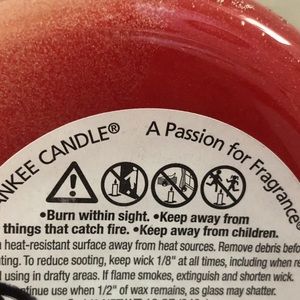 ANKEE CANDLE® A Passion for Fragrance®
•Burn within sight. •Keep away from
things that catch fire. •Keep away from children.
heat-resistant surface away from heat sources. Remove debris before
To reduce sooting, keep wick 1/8" at all times, including when
using in drafty areas. If flame smokes, extinguish and shorten wick.
use when 1/2" of wax remains, as glass may shatter.